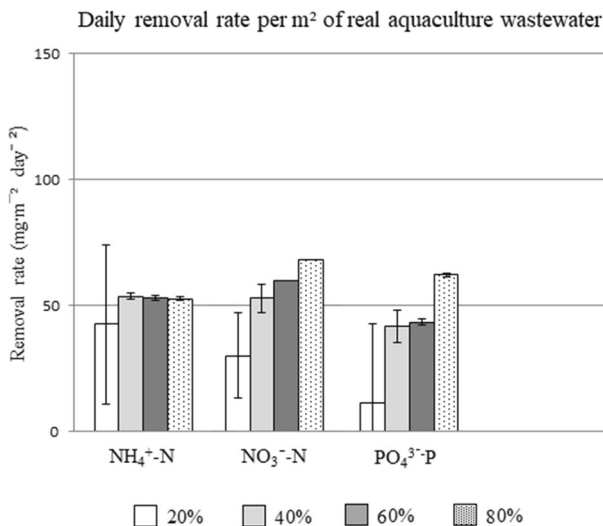 Daily removal rate per m² of real aquaculture wastewater
150
100
50
0
Removal rate (mg·m⁻² day⁻²)
NH₄⁺-N
NO₃⁻-N
PO₄³⁻-P
20%
40%
60%
80%